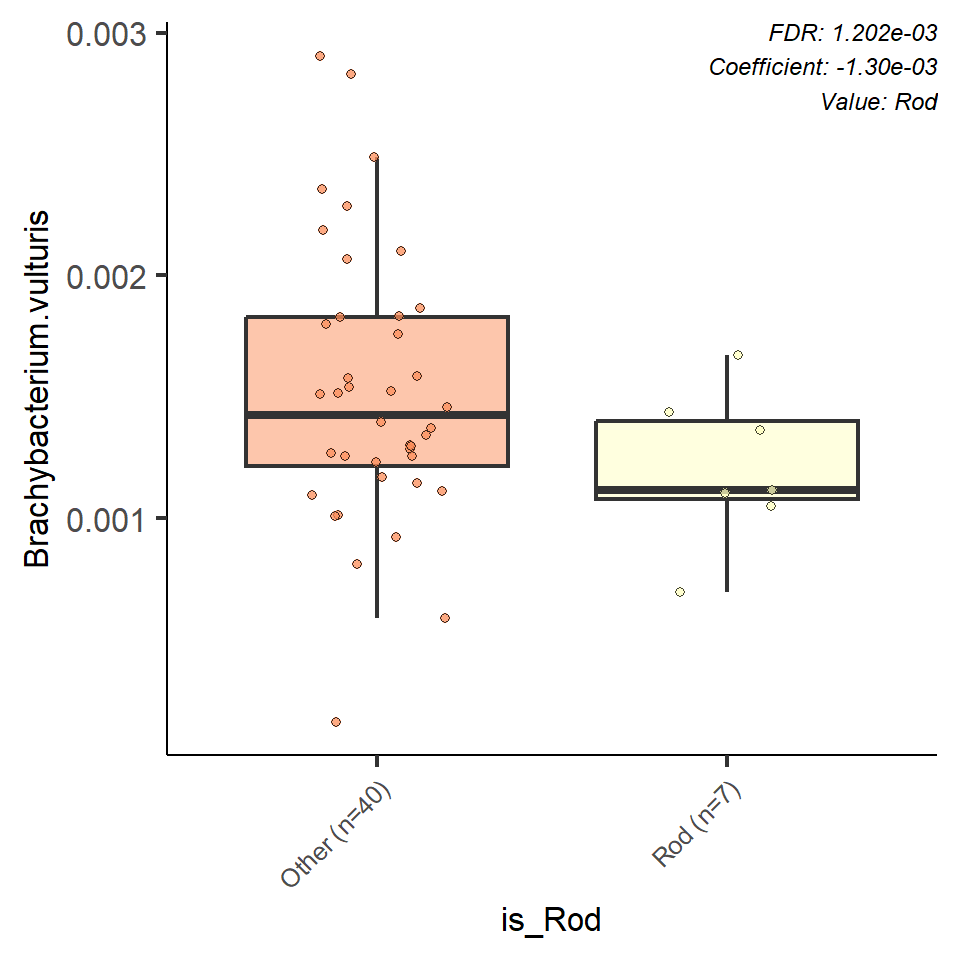 0.003
0.002
0.001
Brachybacterium.vulturis
FDR: 1.202e-03
Coefficient: -1.30e-03
Value: Rod
Other (n=40)
Rod (n=7)
is_Rod